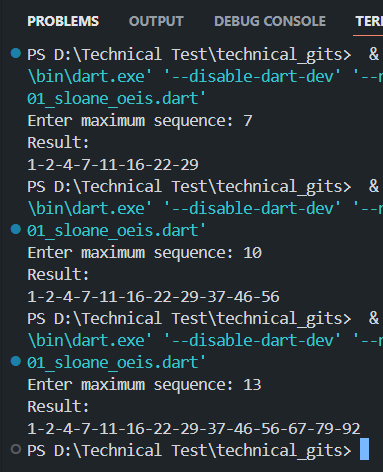 PROBLEMS OUTPUT DEBUG CONSOLE
PS D:\Technical Test\technical_gits> &
\bin\dart.exe' '--disable-dart-dev' '--
01_sloane_oeis.dart'
Enter maximum sequence: 7
Result:
1-2-4-7-11-16-22-29
PS D:\Technical Test\technical_gits> &
\bin\dart.exe' '--disable-dart-dev' '--
01_sloane_oeis.dart'
Enter maximum sequence: 10
Result:
1-2-4-7-11-16-22-29-37-46-56
PS D:\Technical Test\technical_gits> &
\bin\dart.exe' '--disable-dart-dev' '--
01_sloane_oeis.dart'
Enter maximum sequence: 13
Result:
1-2-4-7-11-16-22-29-37-46-56-67-79-92
PS D:\Technical Test\technical_gits>